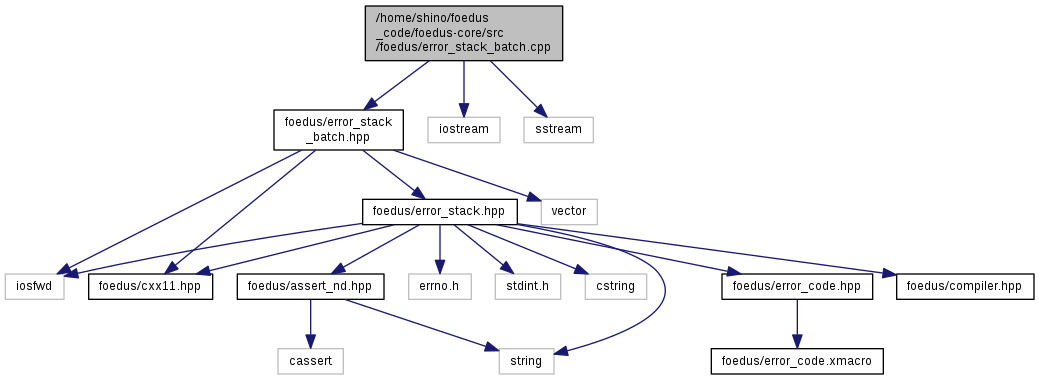 /home/shino/foedus
_code/foedus-core/src
/foedus/error_stack_batch.cpp
foedus/error_stack
_batch.hpp
iostream
sstream
foedus/error_stack.hpp
vector
iosfwd
foedus/cxx11.hpp
foedus/assert_nd.hpp
errno.h
stdint.h
cstring
foedus/error_code.hpp
foedus/compiler.hpp
cassert
string
foedus/error_code.xmacro